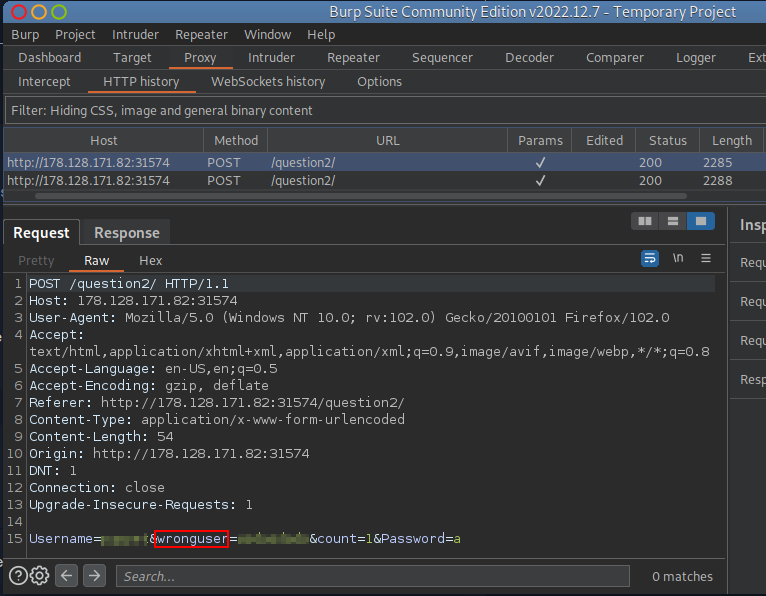 Burp Suite Community Edition v2022.12.7 - Temporary Project
Burp Project Intruder Repeater Window Help
Dashboard Target Proxy Intruder Repeater Sequencer Decoder Comparer Logger Ext
Intercept HTTP history WebSockets history Options
Filter: Hiding CSS, image and general binary content
Host Method URL Params Edited Status Length
http://178.128.171.82:31574 POST /question2/ ✓ 200 2285
http://178.128.171.82:31574 POST /question2/ ✓ 200 2288
Request Response Insp
Pretty Raw Hex \n
1 POST /question2/ HTTP/1.1
2 Host: 178.128.171.82:31574
3 User-Agent: Mozilla/5.0 (Windows NT 10.0; rv:102.0) Gecko/20100101 Firefox/102.0
4 Accept:
text/html,application/xhtml+xml,application/xml;q=0.9,image/avif,image/webp,*/*;q=0.8
5 Accept-Language: en-US,en;q=0.5
6 Accept-Encoding: gzip, deflate
7 Referer: http://178.128.171.82:31574/question2/
8 Content-Type: application/x-www-form-urlencoded
9 Content-Length: 54
10 Origin: http://178.128.171.82:31574
11 DNT: 1
12 Connection: close
13 Upgrade-Insecure-Requests: 1
14
15 Username= &wronguser= &count=1&Password=a
Requ
Requ
Requ
Resp
Search... 0 matches